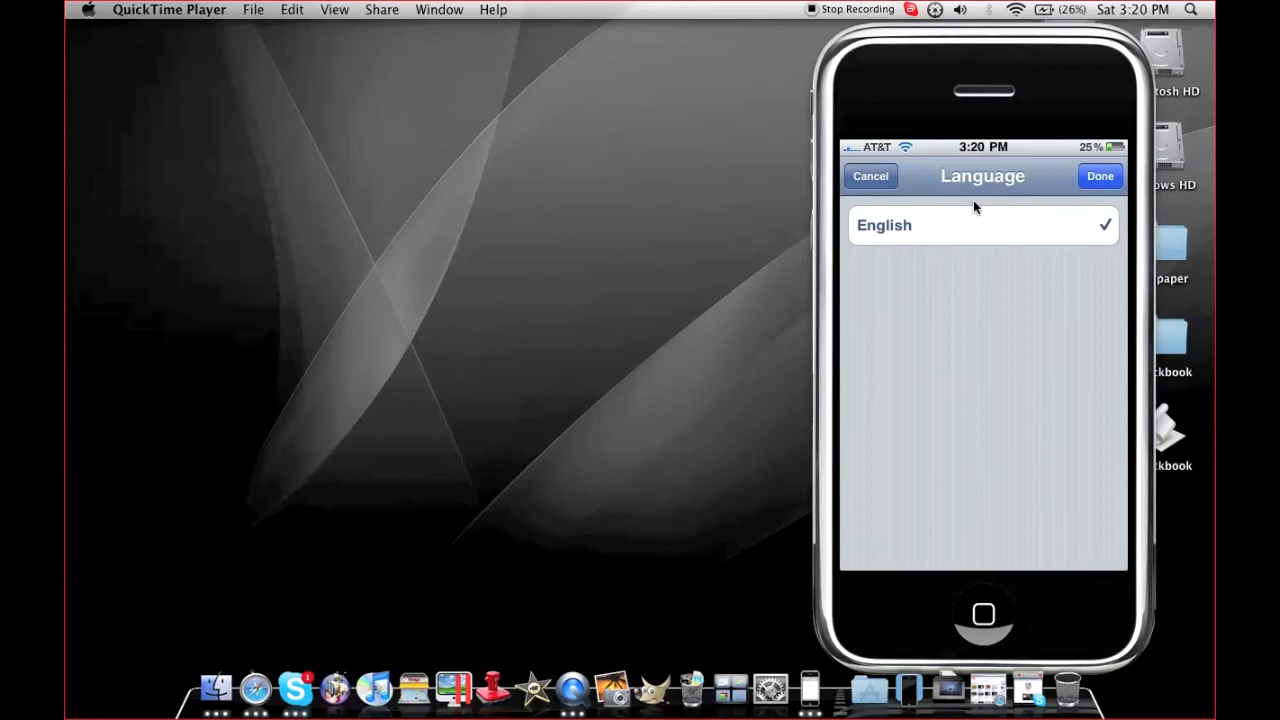 QuickTime Player File Edit View Share Window Help Stop Recording (26%) Sat 3:20 PM
tosh HD
AT&T 3:20 PM 25%
Cancel Language Done
ows HD
English
paper
ckbook
ckbook
1